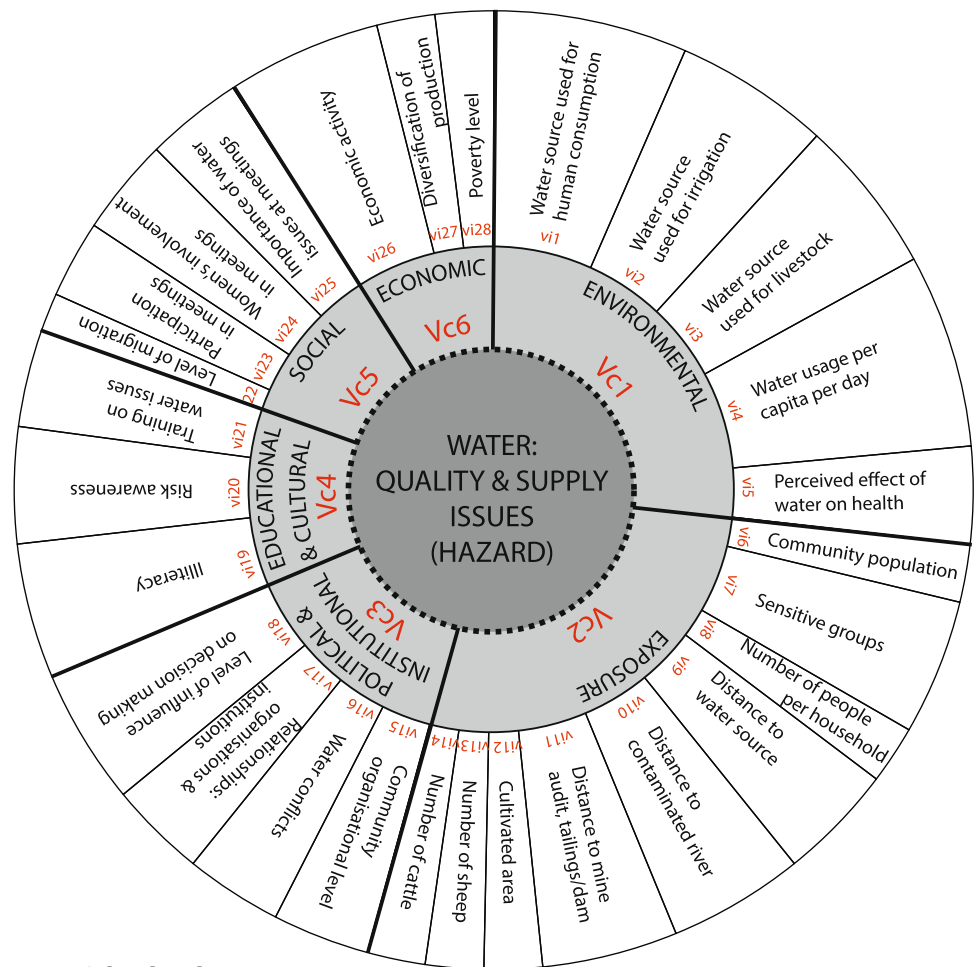 WATER:
QUALITY & SUPPLY
ISSUES
(HAZARD)
ENVIRONMENTAL
Vc1
Water source used for
human consumption
vi1
Water source
used for irrigation
vi2
Water source
used for livestock
vi3
Water usage per
capita per day
vi4
Perceived effect of
water on health
vi5
EXPOSURE
Vc2
Community population
vi6
Sensitive groups
vi7
Number of people
per household
vi8
Distance to
water source
vi9
Distance to
contaminated river
vi10
Distance to mine
audit, tailings/dam
vi11
Cultivated area
vi12
Number of sheep
vi13
Number of cattle
vi14
POLITICAL &
INSTITUTIONAL
Vc3
Community
organisational level
vi15
Water conflicts
vi16
Relationships:
organisations &
institutions
vi17
Level of influence
on decision making
vi18
EDUCATIONAL
& CULTURAL
Vc4
Illiteracy
vi19
Risk awareness
vi20
Training on
water issues
vi21
SOCIAL
Vc5
Level of migration
22
Participation
in meetings
vi23
Women's involvement
in meetings
vi24
Importance of water
issues at meetings
vi25
ECONOMIC
Vc6
Economic activity
vi26
Diversification of
production
vi27
Poverty level
vi28